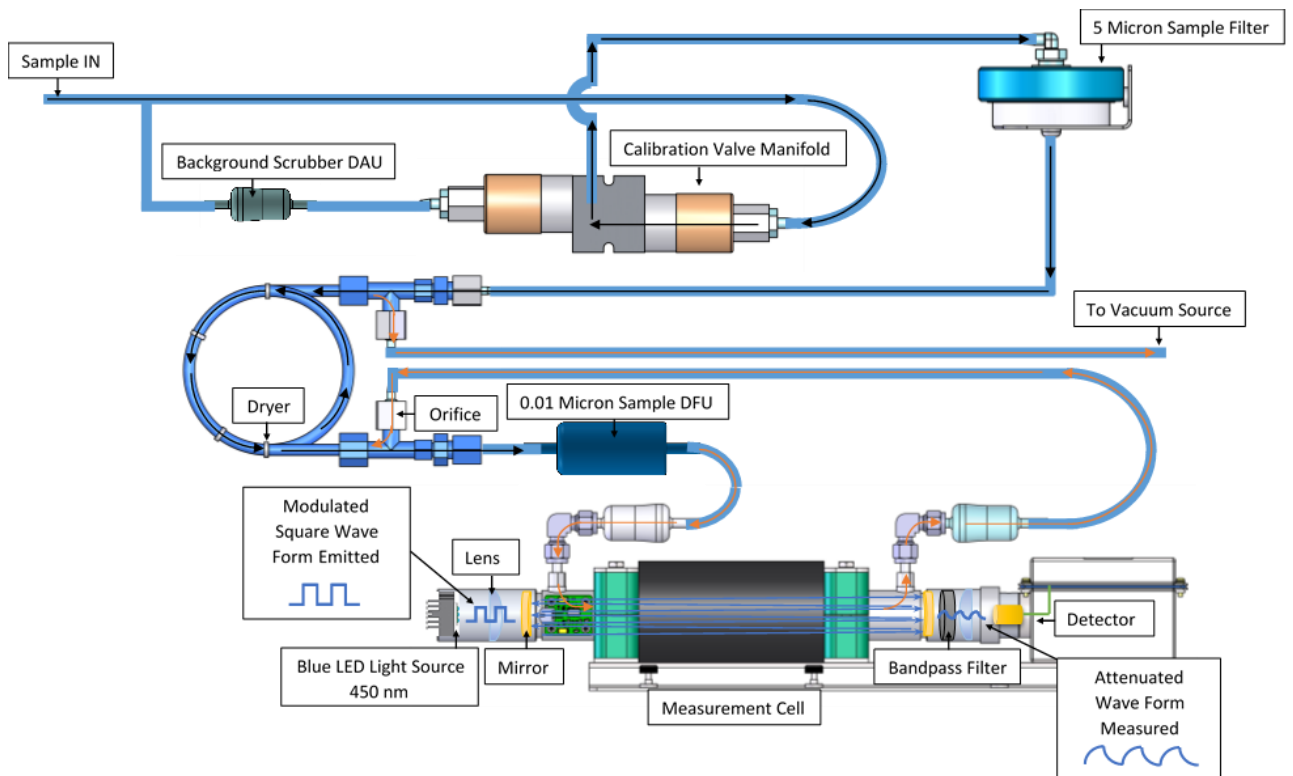 5 Micron Sample Filter
Sample IN
Background Scrubber DAU
Calibration Valve Manifold
To Vacuum Source
Dryer
Orifice
0.01 Micron Sample DFU
Modulated
Square Wave
Form Emitted
Lens
Blue LED Light Source
450 nm
Mirror
Measurement Cell
Bandpass Filter
Detector
Attenuated
Wave Form
Measured